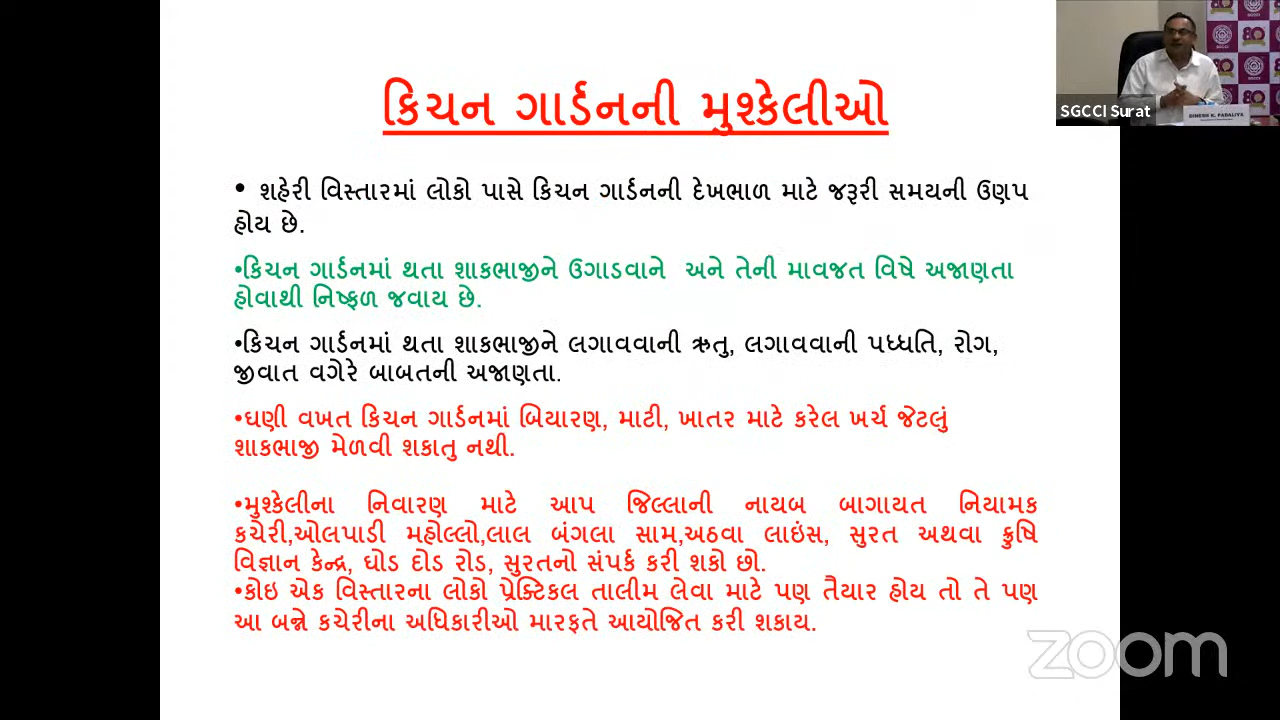 કિચન ગાર્ડનની મુશ્કેલીઓ
• શહેરી વિસ્તારમાં લોકો પાસે કિચન ગાર્ડનની દેખભાળ માટે જરૂરી સમયની ઉણપ
હોય છે.
•કિચન ગાર્ડનમાં થતા શાકભાજીને ઉગાડવાને અને તેની માવજત વિષે અજાણતા
હોવાથી નિષ્ફળ જવાય છે.
•કિચન ગાર્ડનમાં થતા શાકભાજીને લગાવવાની ઋતુ, લગાવવાની પધ્ધતિ, રોગ,
જીવાત વગેરે બાબતની અજાણતા.
•ઘણી વખત કિચન ગાર્ડનમાં બિયારણ, માટી, ખાતર માટે કરેલ ખર્ચ જેટલું
શાકભાજી મેળવી શકાતુ નથી.
•મુશ્કેલીના નિવારણ માટે આપ જિલ્લાની નાયબ બાગાયત નિયામક
કચેરી,ઓલપાડી મહોલ્લો,લાલ બંગલા સામ,અઠવા લાઇંસ, સુરત અથવા ક્રુષિ
વિજ્ઞાન કેન્દ્ર, ઘોડ દોડ રોડ, સુરતનો સંપર્ક કરી શકો છો.
•કોઇ એક વિસ્તારના લોકો પ્રેક્ટિકલ તાલીમ લેવા માટે પણ તૈયાર હોય તો તે પણ
આ બન્ને કચેરીના અધિકારીઓ મારફતે આયોજિત કરી શકાય.
SGCCI Surat
DINESH K. PADALIYA
zoom